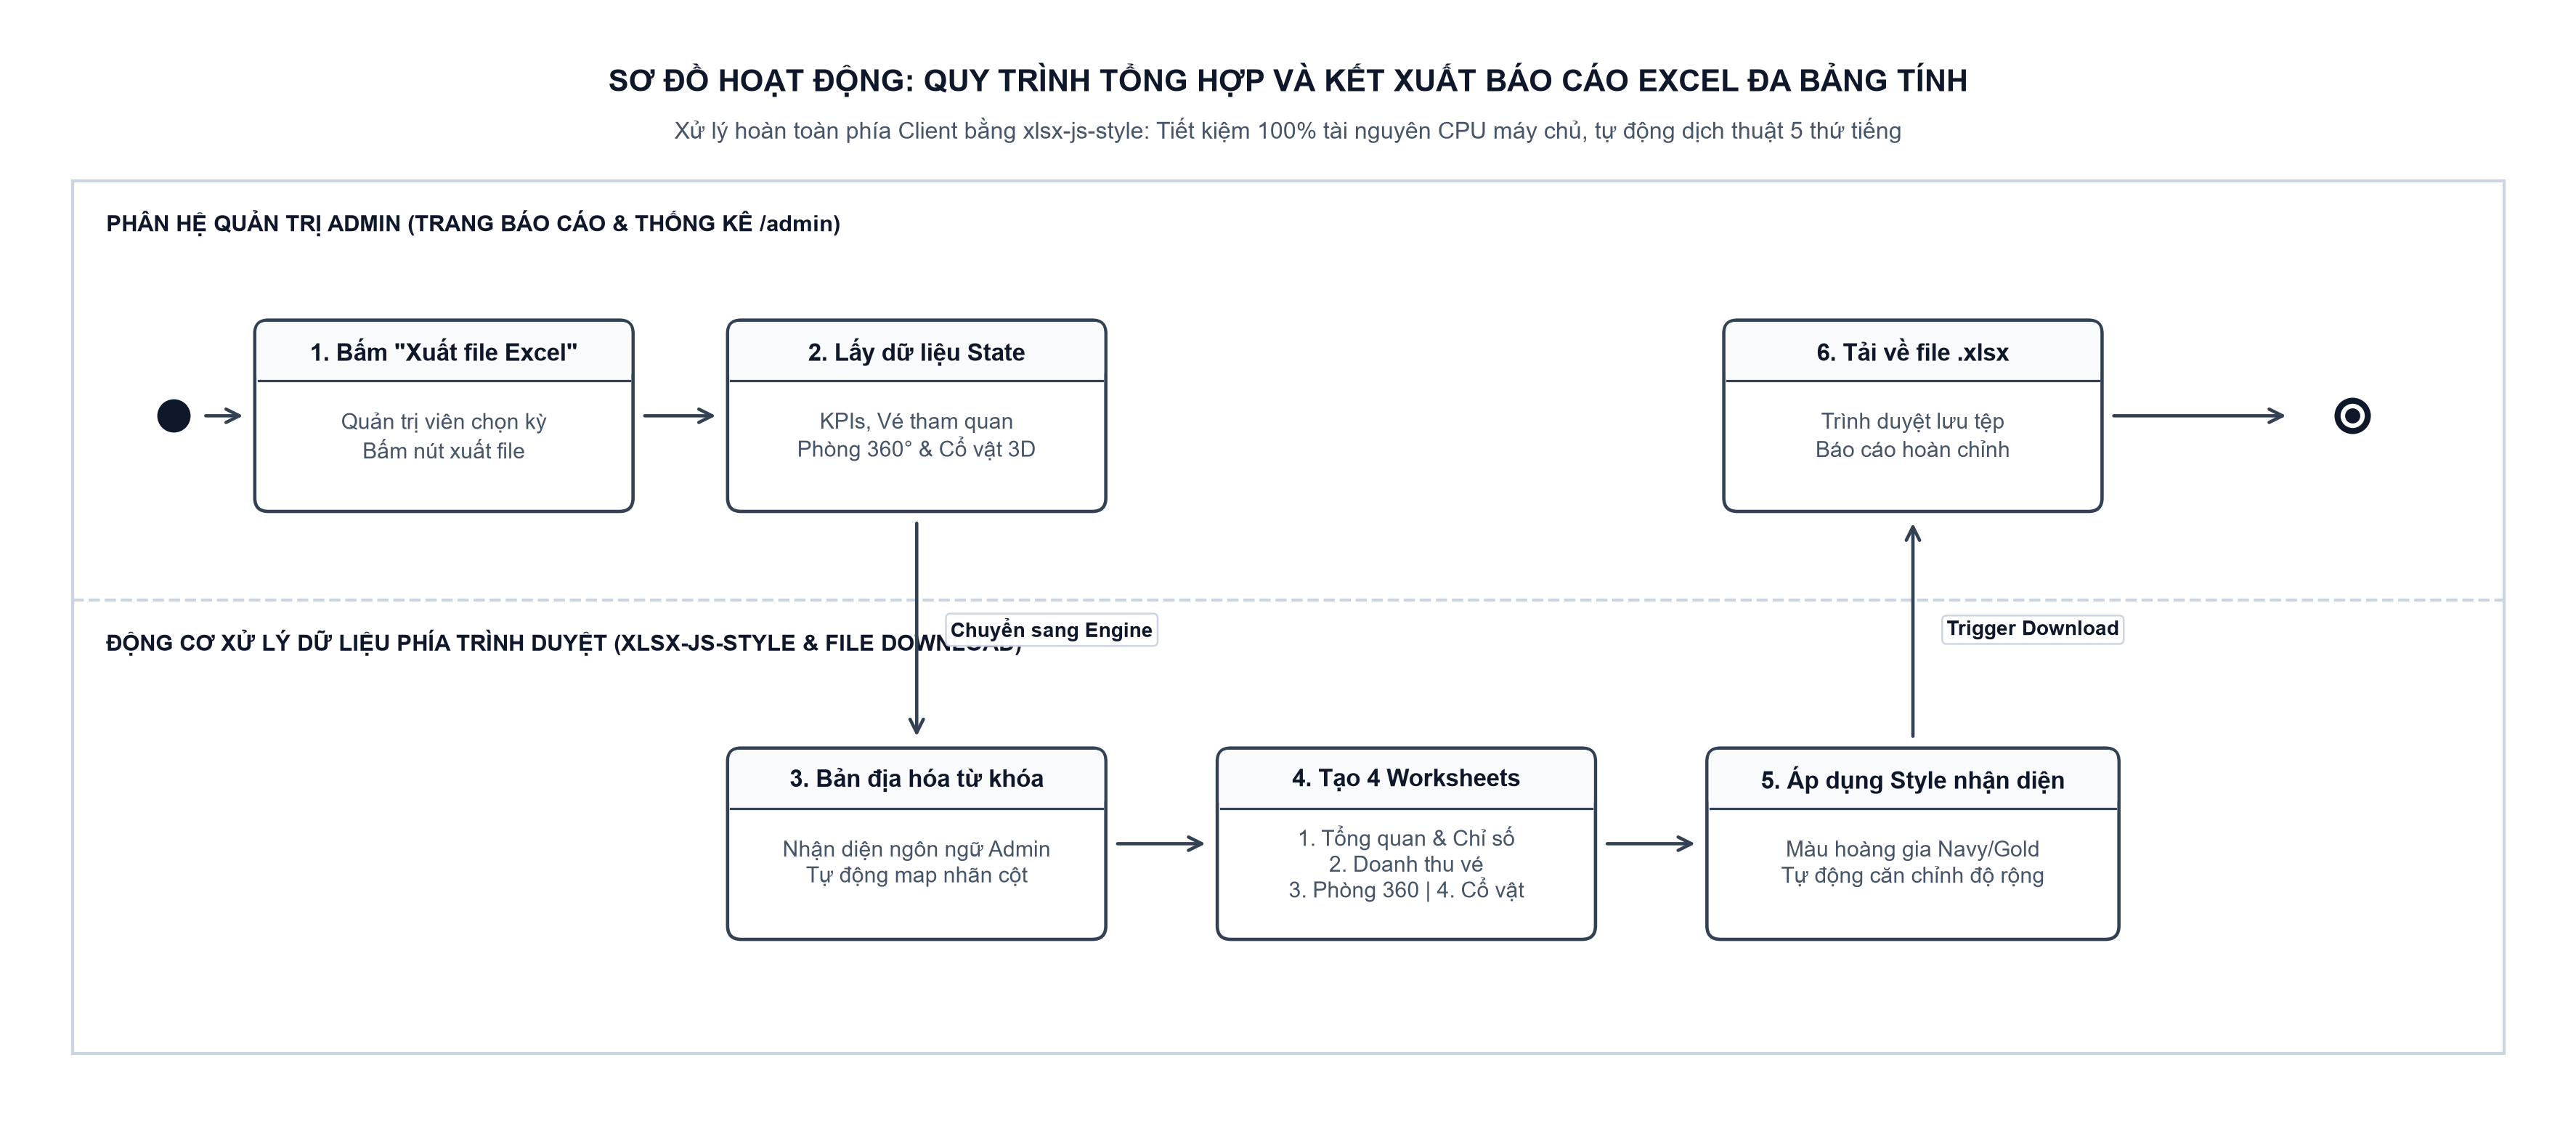 SƠ ĐỒ HOẠT ĐỘNG: QUY TRÌNH TỔNG HỢP VÀ KẾT XUẤT BÁO CÁO EXCEL ĐA BẢNG TÍNH
Xử lý hoàn toàn phía Client bằng xlsx-js-style: Tiết kiệm 100% tài nguyên CPU máy chủ, tự động dịch thuật 5 thứ tiếng
PHÂN HỆ QUẢN TRỊ ADMIN (TRANG BÁO CÁO & THỐNG KÊ /admin)
1. Bấm "Xuất file Excel"
Quản trị viên chọn kỳ
Bấm nút xuất file
2. Lấy dữ liệu State
KPIs, Vé tham quan
Phòng 360° & Cổ vật 3D
6. Tải về file .xlsx
Trình duyệt lưu tệp
Báo cáo hoàn chỉnh
Chuyển sang Engine
Trigger Download
ĐỘNG CƠ XỬ LÝ DỮ LIỆU PHÍA TRÌNH DUYỆT (XLSX-JS-STYLE & FILE DOWNLOAD)
3. Bản địa hóa từ khóa
Nhận diện ngôn ngữ Admin
Tự động map nhãn cột
4. Tạo 4 Worksheets
1. Tổng quan & Chỉ số
2. Doanh thu vé
3. Phòng 360 | 4. Cổ vật
5. Áp dụng Style nhận diện
Màu hoàng gia Navy/Gold
Tự động căn chỉnh độ rộng